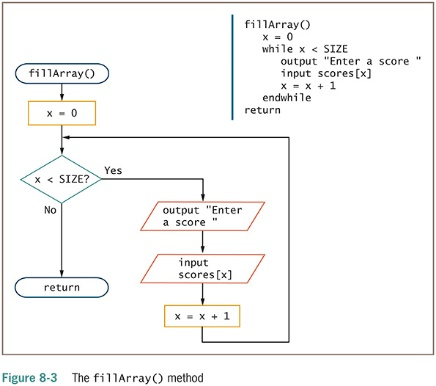 fillArray()
x = 0
while x < SIZE
output "Enter a score "
input scores[x]
x = x + 1
endwhile
return
fillArray()
x = 0
x < SIZE?
Yes
No
output "Enter
a score "
input
scores[x]
x = x + 1
return
Figure 8-3 The fillArray() method